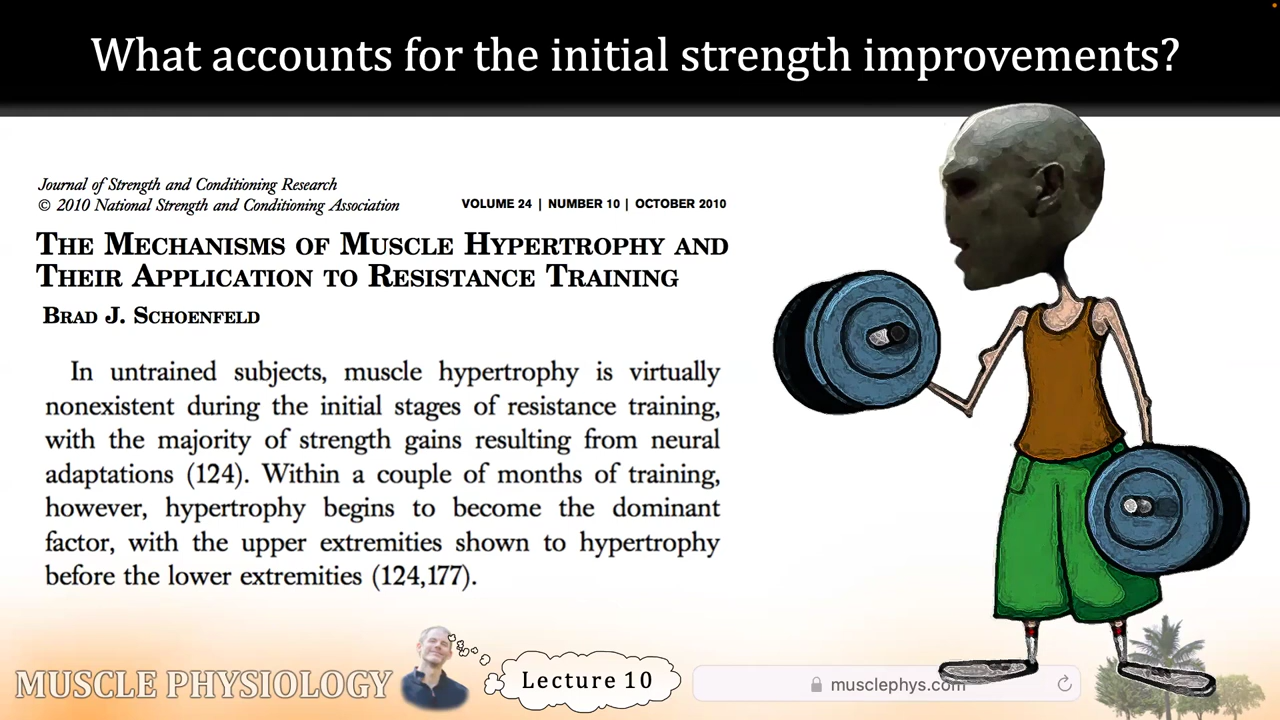 What accounts for the initial strength improvements?
Journal of Strength and Conditioning Research
© 2010 National Strength and Conditioning Association
VOLUME 24 | NUMBER 10 | OCTOBER 2010
THE MECHANISMS OF MUSCLE HYPERTROPHY AND
THEIR APPLICATION TO RESISTANCE TRAINING
BRAD J. SCHOENFELD
In untrained subjects, muscle hypertrophy is virtually
nonexistent during the initial stages of resistance training,
with the majority of strength gains resulting from neural
adaptations (124). Within a couple of months of training,
however, hypertrophy begins to become the dominant
factor, with the upper extremities shown to hypertrophy
before the lower extremities (124,177).
MUSCLE PHYSIOLOGY
Lecture 10
musclephys.com